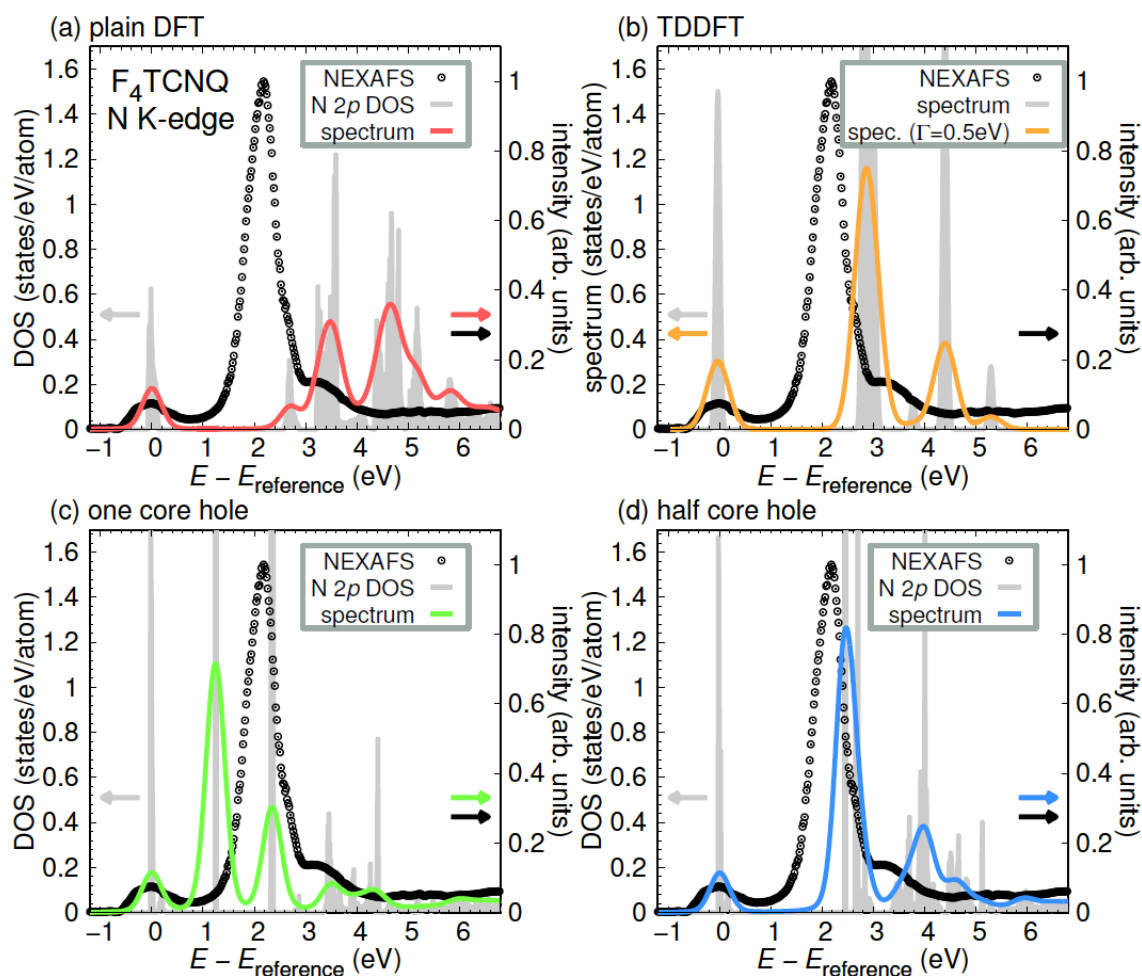 (a) plain DFT
F4TCNQ
N K-edge
NEXAFS
N 2p DOS
spectrum
DOS (states/eV/atom)
0
0.2
0.4
0.6
0.8
1
1.2
1.4
1.6
intensity (arb. units)
0
0.2
0.4
0.6
0.8
1
−1 0 1 2 3 4 5 6
E − Ereference (eV)
(b) TDDFT
NEXAFS
spectrum
spec. (Γ=0.5eV)
spectrum (states/eV/atom)
0
0.2
0.4
0.6
0.8
1
1.2
1.4
1.6
intensity (arb. units)
0
0.2
0.4
0.6
0.8
1
−1 0 1 2 3 4 5 6
E − Ereference (eV)
(c) one core hole
NEXAFS
N 2p DOS
spectrum
DOS (states/eV/atom)
0
0.2
0.4
0.6
0.8
1
1.2
1.4
1.6
intensity (arb. units)
0
0.2
0.4
0.6
0.8
1
−1 0 1 2 3 4 5 6
E − Ereference (eV)
(d) half core hole
NEXAFS
N 2p DOS
spectrum
DOS (states/eV/atom)
0
0.2
0.4
0.6
0.8
1
1.2
1.4
1.6
intensity (arb. units)
0
0.2
0.4
0.6
0.8
1
−1 0 1 2 3 4 5 6
E − Ereference (eV)